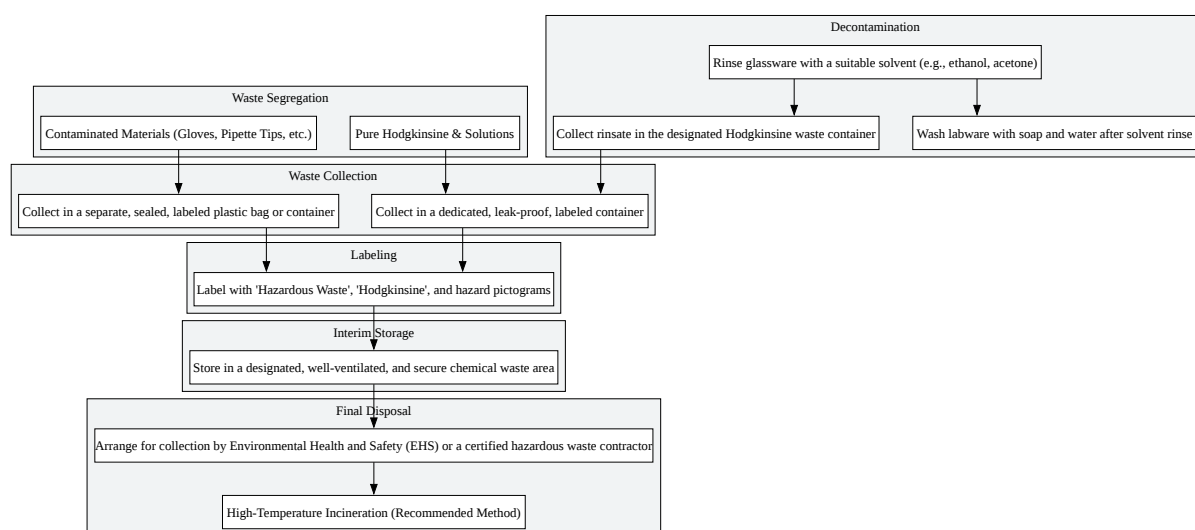 Decontamination
Rinse glassware with a suitable solvent (e.g., ethanol, acetone)
Collect rinsate in the designated Hodgkinsine waste container
Wash labware with soap and water after solvent rinse
Waste Segregation
Contaminated Materials (Gloves, Pipette Tips, etc.)
Pure Hodgkinsine & Solutions
Waste Collection
Collect in a separate, sealed, labeled plastic bag or container
Collect in a dedicated, leak-proof, labeled container
Labeling
Label with 'Hazardous Waste', 'Hodgkinsine', and hazard pictograms
Interim Storage
Store in a designated, well-ventilated, and secure chemical waste area
Final Disposal
Arrange for collection by Environmental Health and Safety (EHS) or a certified hazardous waste contractor
High-Temperature Incineration (Recommended Method)